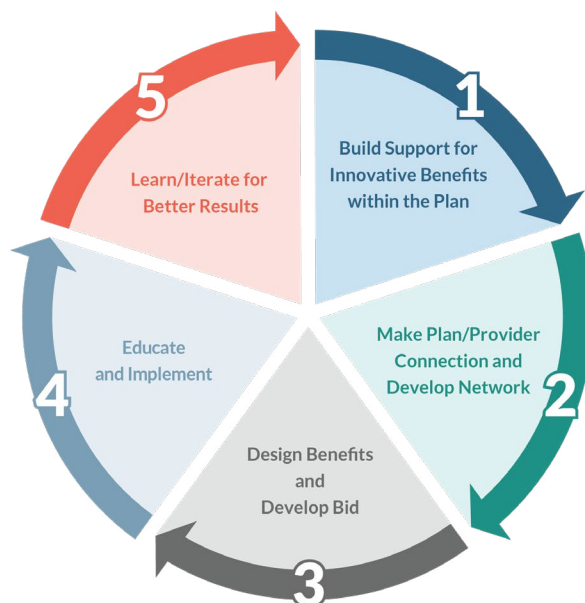 1
Build Support for
Innovative Benefits
within the Plan
2
Make Plan/Provider
Connection and
Develop Network
3
Design Benefits
and
Develop Bid
4
Educate
and Implement
5
Learn/Iterate for
Better Results